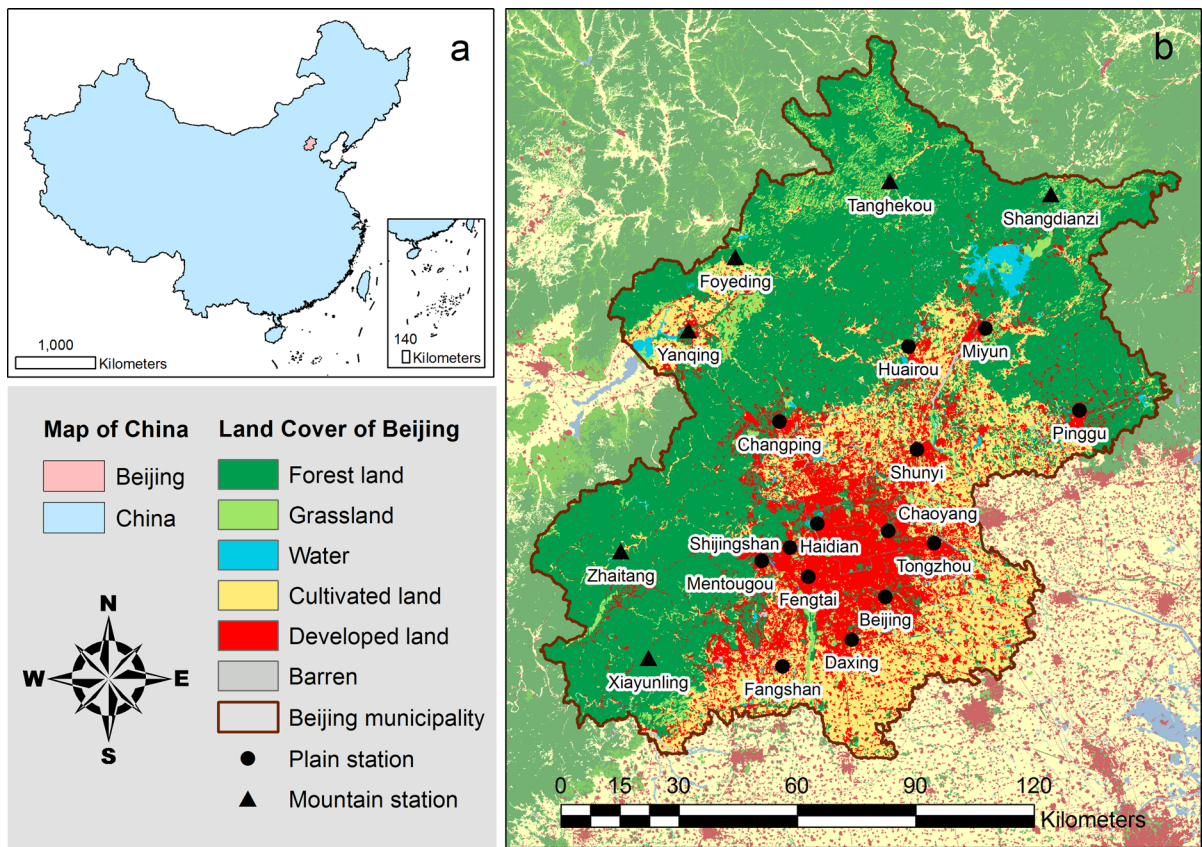 a
1,000
Kilometers
140
Kilometers
Map of China
Beijing
China
Land Cover of Beijing
Forest land
Grassland
Water
Cultivated land
Developed land
Barren
Beijing municipality
Plain station
Mountain station
N
W
E
S
b
Tanghekou
Shangdianzi
Foyeding
Yanqing
Miyun
Huairou
Pinggu
Changping
Shunyi
Chaoyang
Shijingshan
Haidian
Tongzhou
Zhaitang
Mentougou
Fengtai
Beijing
Daxing
Xiayunling
Fangshan
0 15 30 60 90 120
Kilometers